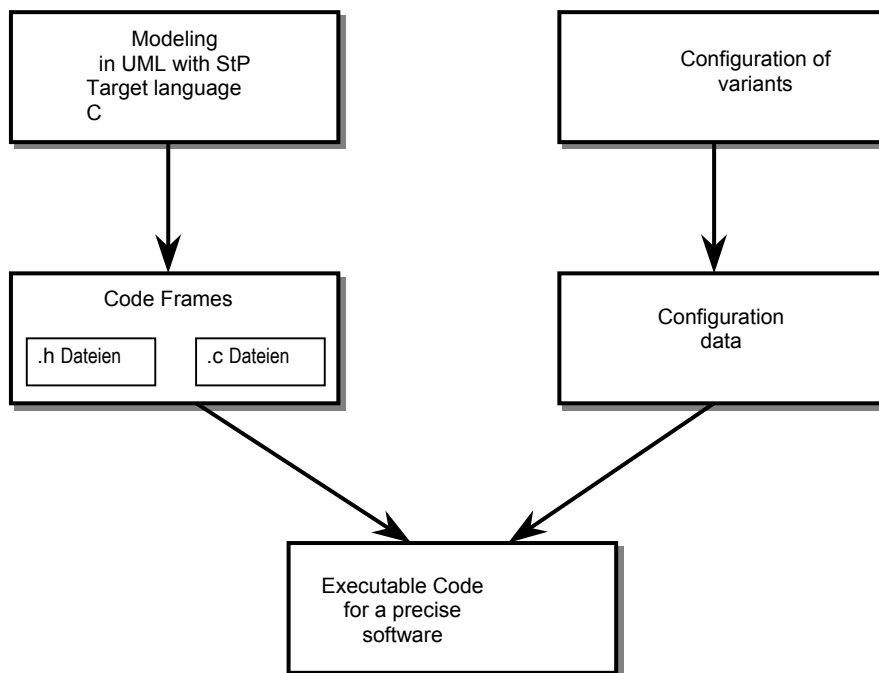 Modeling
in UML with StP
Target language
C
Configuration of
variants
Code Frames
.h Dateien
.c Dateien
Configuration
data
Executable Code
for a precise
software